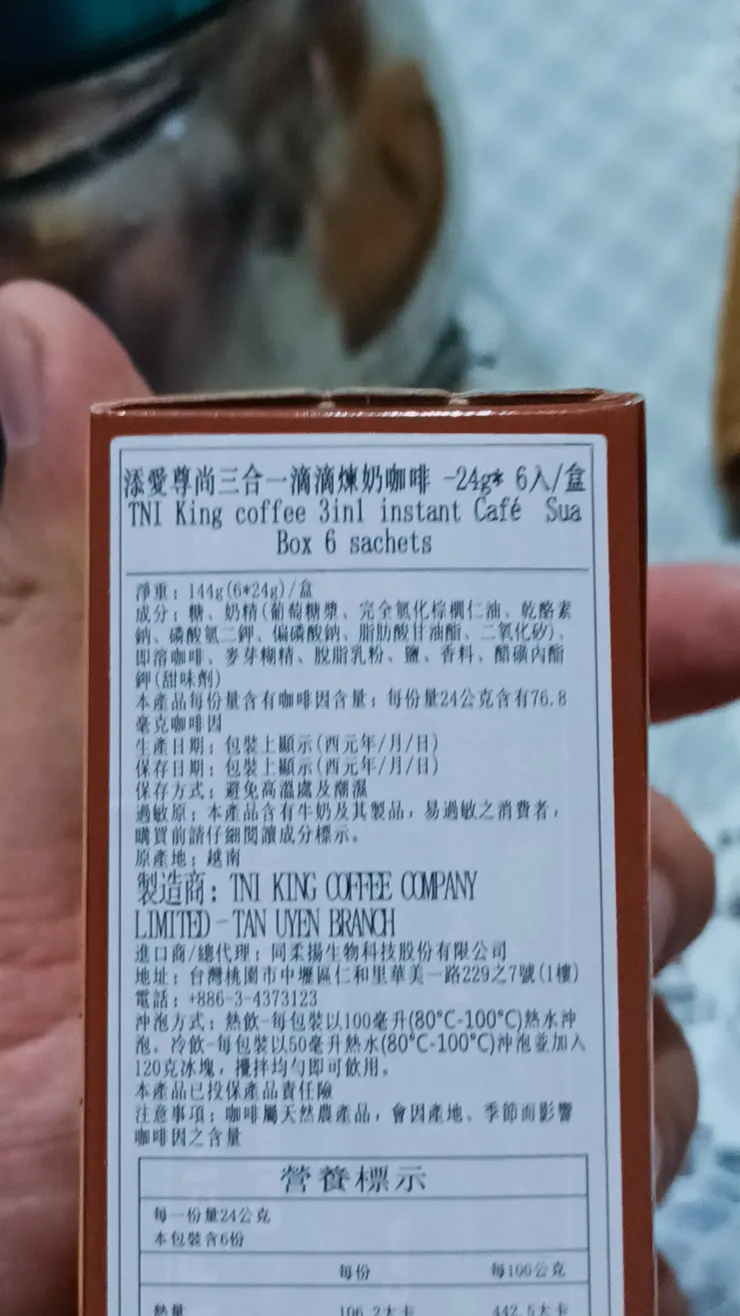 添愛尊尚三合一滴滴煉奶咖啡 -24g* 6入/盒
TNI King coffee 3in1 instant Café Sua
Box 6 sachets
淨重：144g(6*24g)/盒
成分：糖、奶精(葡萄糖漿、完全氫化棕櫚仁油、乾酪素
鈉、磷酸氫二鉀、偏磷酸鈉、脂肪酸甘油酯、二氧化矽)、
即溶咖啡、麥芽糊精、脫脂乳粉、鹽、香料、醋磺內酯
鉀(甜味劑)
本產品每份量含有咖啡因含量：每份量24公克含有76.8
毫克咖啡因
生產日期：包裝上顯示(西元年/月/日)
保存日期：包裝上顯示(西元年/月/日)
保存方式：避免高溫處及潮濕
過敏原：本產品含有牛奶及其製品，易過敏之消費者，
購買前請仔細閱讀成分標示。
原產地：越南
製造商：TNI KING COFFEE COMPANY
LIMITED-TAN UYEN BRANCH
進口商/總代理：同柔揚生物科技股份有限公司
地址：台灣桃園市中壢區仁和里華美一路229之7號(1樓)
電話：+886-3-4373123
沖泡方式：熱飲-每包裝以100毫升(80°C-100°C)熱水沖
泡。冷飲-每包裝以50毫升熱水(80°C-100°C)沖泡並加入
120克冰塊，攪拌均勻即可飲用。
本產品已投保產品責任險
注意事項：咖啡屬天然農產品，會因產地、季節而影響
咖啡因之含量
營養標示
每一份量24公克
本包裝含6份
每份 每100公克
熱量 106.2大卡 442.5大卡